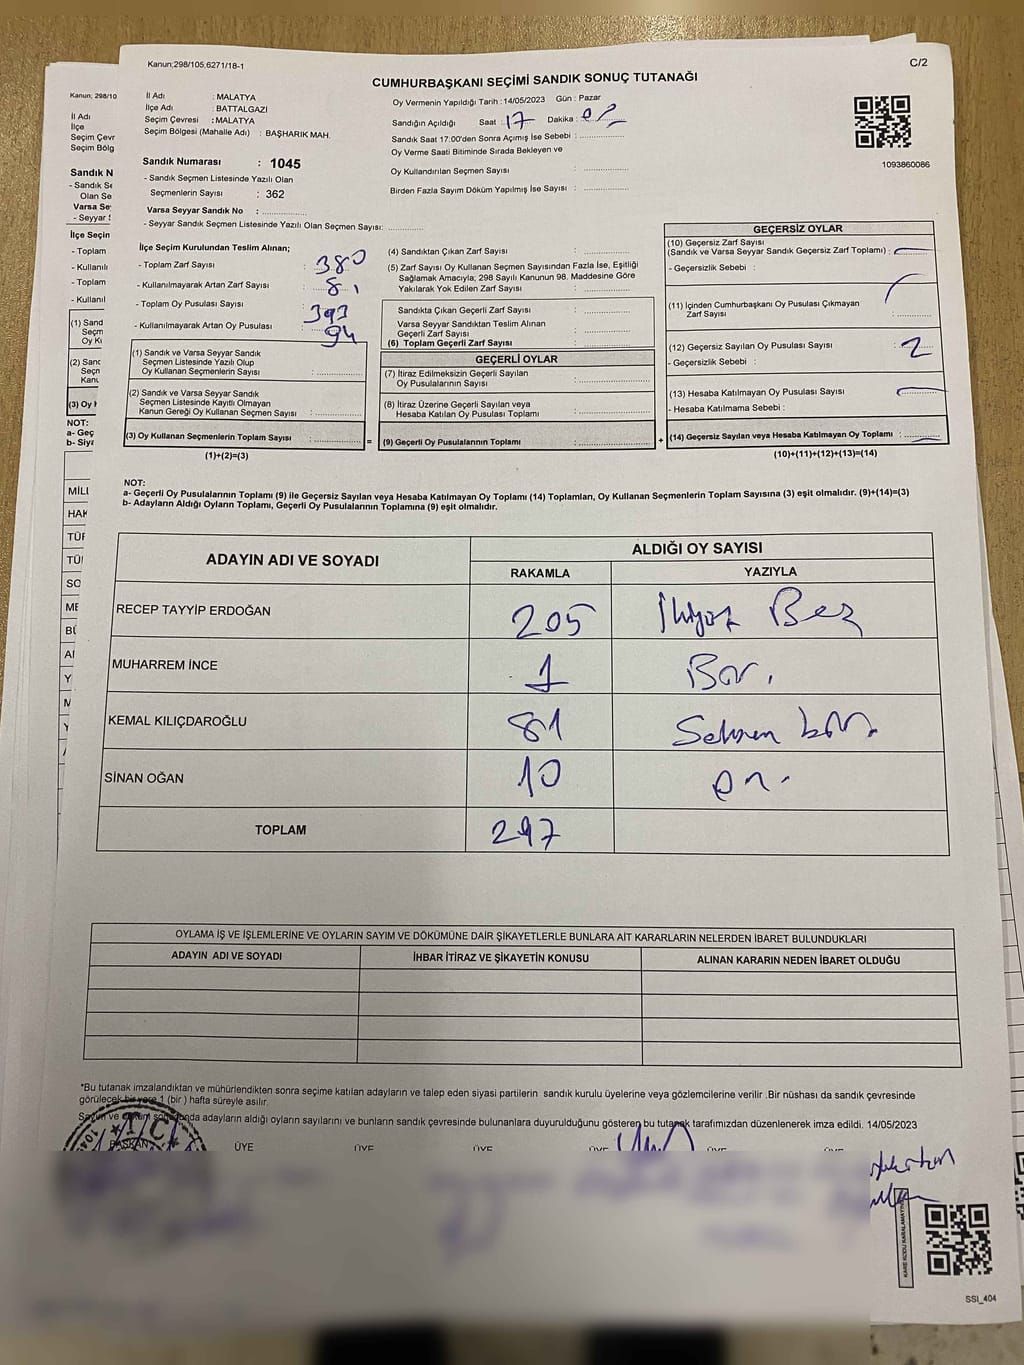 Kanun;298/105,6271/18-1
C/2
CUMHURBAŞKANI SEÇİMİ SANDIK SONUÇ TUTANAĞI
İl Adı : MALATYA
İlçe Adı : BATTALGAZİ
Seçim Çevresi : MALATYA
Seçim Bölgesi (Mahalle Adı) : BAŞHARIK MAH.
Sandık Numarası : 1045
- Sandık Seçmen Listesinde Yazılı Olan
Seçmenlerin Sayısı : 362
Varsa Seyyar Sandık No : ..............
- Seyyar Sandık Seçmen Listesinde Yazılı Olan Seçmen Sayısı: ..............
Oy Vermenin Yapıldığı Tarih : 14/05/2023 Gün : Pazar
Sandığın Açıldığı Saat : 17 Dakika :
Sandık Saat 17:00'den Sonra Açımış İse Sebebi : ..............
Oy Verme Saati Bitiminde Sırada Bekleyen ve
Oy Kullandırılan Seçmen Sayısı : ..............
Birden Fazla Sayım Döküm Yapılmış İse Sayısı : ..............
1093860086
İlçe Seçim Kurulundan Teslim Alınan;
- Toplam Zarf Sayısı : 380
- Kullanılmayarak Artan Zarf Sayısı : 81
- Toplam Oy Pusulası Sayısı : 393
- Kullanılmayarak Artan Oy Pusulası : 94
(1) Sandık ve Varsa Seyyar Sandık
Seçmen Listesinde Yazılı Olup
Oy Kullanan Seçmenlerin Sayısı : ..............
(2) Sandık ve Varsa Seyyar Sandık
Seçmen Listesinde Kayıtlı Olmayan
Kanun Gereği Oy Kullanan Seçmen Sayısı : ..............
(3) Oy Kullanan Seçmenlerin Toplam Sayısı : .............. =
(1)+(2)=(3)
(4) Sandıktan Çıkan Zarf Sayısı : ..............
(5) Zarf Sayısı Oy Kullanan Seçmen Sayısından Fazla İse, Eşitliği
Sağlamak Amacıyla; 298 Sayılı Kanunun 98. Maddesine Göre
Yakılarak Yok Edilen Zarf Sayısı : ..............
Sandıkta Çıkan Geçerli Zarf Sayısı : ..............
Varsa Seyyar Sandıktan Teslim Alınan
Geçerli Zarf Sayısı : ..............
(6) Toplam Geçerli Zarf Sayısı : ..............
GEÇERLİ OYLAR
(7) İtiraz Edilmeksizin Geçerli Sayılan
Oy Pusulalarının Sayısı : ..............
(8) İtiraz Üzerine Geçerli Sayılan veya
Hesaba Katılan Oy Pusulası Toplamı : ..............
(9) Geçerli Oy Pusulalarının Toplamı : .............. +
GEÇERSİZ OYLAR
(10) Geçersiz Zarf Sayısı
(Sandık ve Varsa Seyyar Sandık Geçersiz Zarf Toplamı) :
- Geçersizlik Sebebi :
(11) İçinden Cumhurbaşkanı Oy Pusulası Çıkmayan
Zarf Sayısı : ..............
(12) Geçersiz Sayılan Oy Pusulası Sayısı : 2
- Geçersizlik Sebebi :
(13) Hesaba Katılmayan Oy Pusulası Sayısı :
- Hesaba Katılmama Sebebi :
(14) Geçersiz Sayılan veya Hesaba Katılmayan Oy Toplamı :
(10)+(11)+(12)+(13)=(14)
NOT:
a- Geçerli Oy Pusulalarının Toplamı (9) ile Geçersiz Sayılan veya Hesaba Katılmayan Oy Toplamı (14) Toplamları, Oy Kullanan Seçmenlerin Toplam Sayısına (3) eşit olmalıdır. (9)+(14)=(3)
b- Adayların Aldığı Oyların Toplamı, Geçerli Oy Pusulalarının Toplamına (9) eşit olmalıdır.
ADAYIN ADI VE SOYADI ALDIĞI OY SAYISI
RAKAMLA YAZIYLA
RECEP TAYYİP ERDOĞAN 205 İkiyüz Beş
MUHARREM İNCE 1 Bir.
KEMAL KILIÇDAROĞLU 81 Seksen bir.
SİNAN OĞAN 10 on.
TOPLAM 297
OYLAMA İŞ VE İŞLEMLERİNE VE OYLARIN SAYIM VE DÖKÜMÜNE DAİR ŞİKAYETLERLE BUNLARA AİT KARARLARIN NELERDEN İBARET BULUNDUKLARI
ADAYIN ADI VE SOYADI İHBAR İTİRAZ VE ŞİKAYETİN KONUSU ALINAN KARARIN NEDEN İBARET OLDUĞU
*Bu tutanak imzalandıktan ve mühürlendikten sonra seçime katılan adayların ve talep eden siyasi partilerin sandık kurulu üyelerine veya gözlemcilerine verilir .Bir nüshası da sandık çevresinde
görülecek bir yere 1 (bir ) hafta süreyle asılır.
Sayım ve döküm sonunda adayların aldığı oyların sayılarını ve bunların sandık çevresinde bulunanlara duyurulduğunu gösteren bu tutanak tarafımızdan düzenlenerek imza edildi. 14/05/2023
BAŞKAN ÜYE ÜYE ÜYE ÜYE ÜYE ÜYE
T.C.
KARE KODU KARALAMAYIN
SSI_404